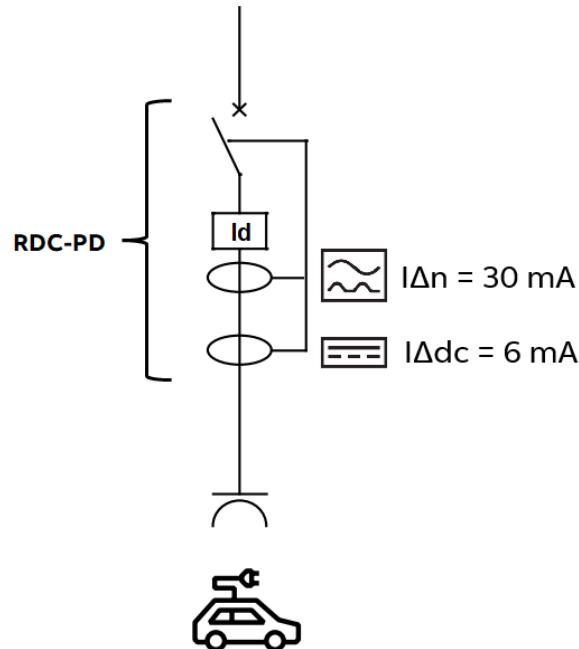 RDC-PD
Id
IΔn = 30 mA
IΔdc = 6 mA